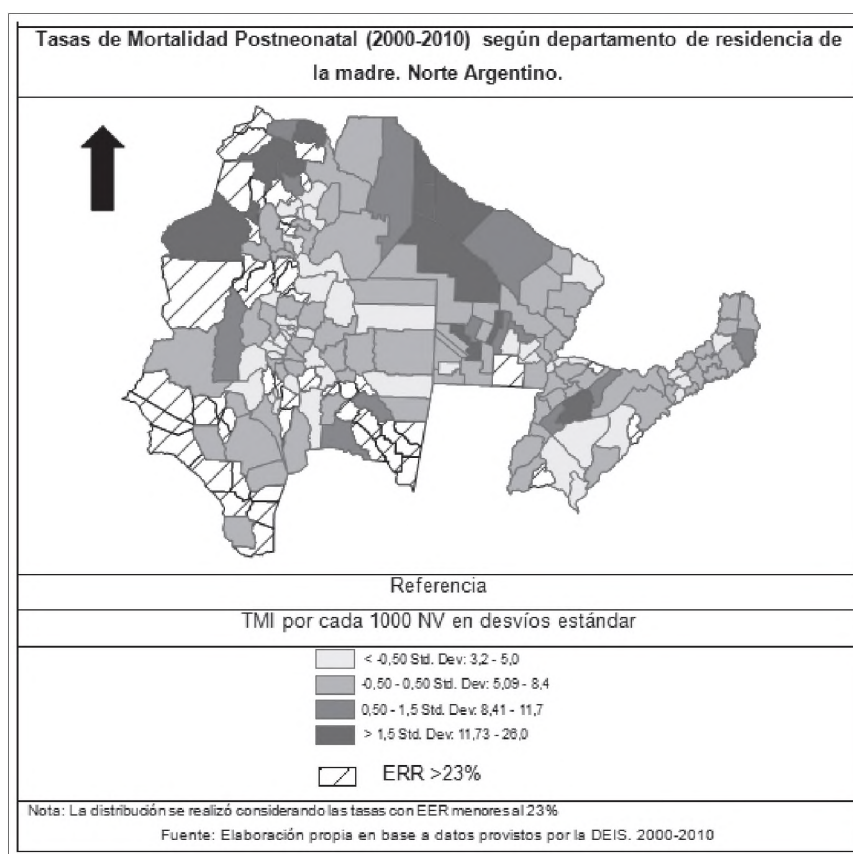 Tasas de Mortalidad Postneonatal (2000-2010) según departamento de residencia de
la madre. Norte Argentino.
Referencia
TMI por cada 1000 NV en desvíos estándar
< -0,50 Std. Dev: 3,2 - 5,0
-0,50 - 0,50 Std. Dev: 5,09 - 8,4
0,50 - 1,5 Std. Dev: 8,41 - 11,7
> 1,5 Std. Dev: 11,73 - 26,0
ERR >23%
Nota: La distribución se realizó considerando las tasas con EER menores al 23%
Fuente: Elaboración propia en base a datos provistos por la DEIS. 2000-2010